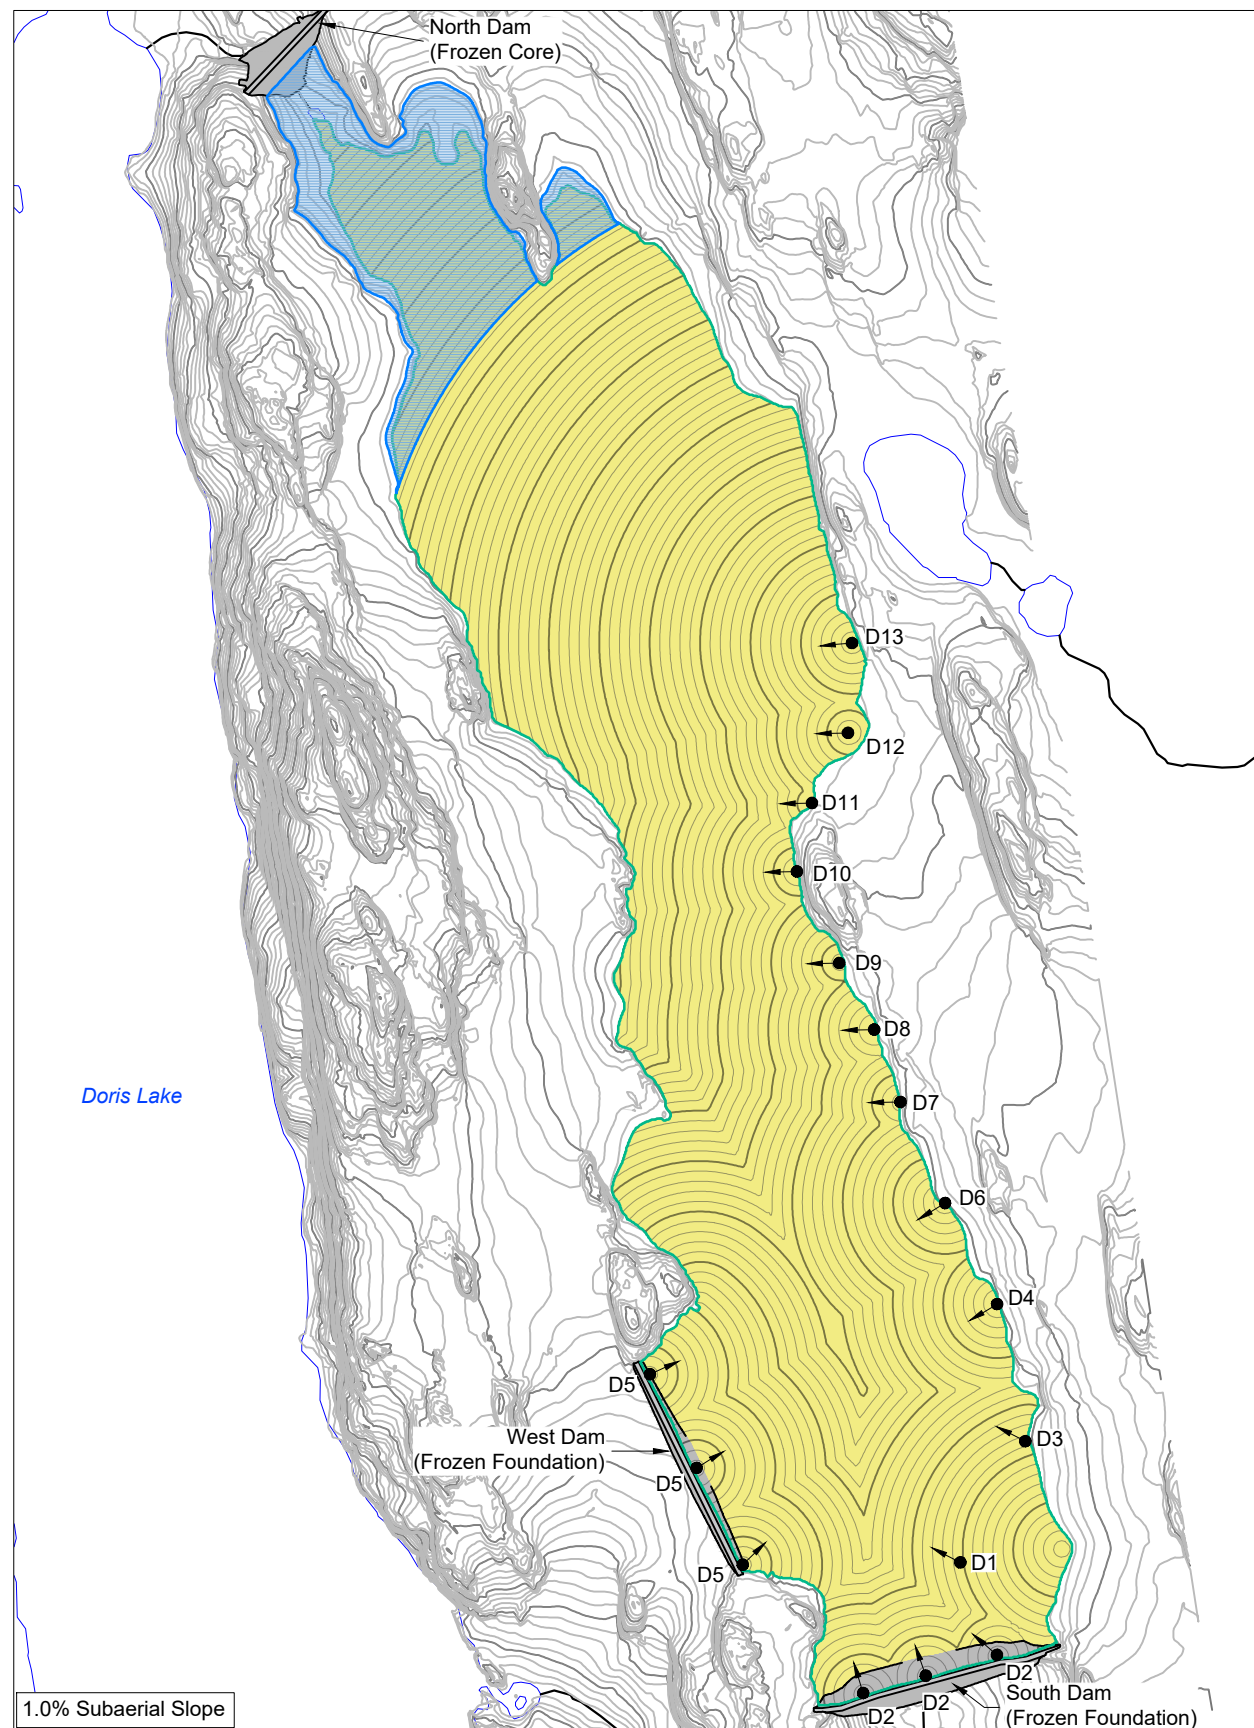 North Dam
(Frozen Core)
D13
D12
D11
D10
D9
D8
D7
Doris Lake
D6
D4
D5
West Dam
(Frozen Foundation)
D3
D5
D5
D1
D2
D2
D2
South Dam
(Frozen Foundation)
1.0% Subaerial Slope